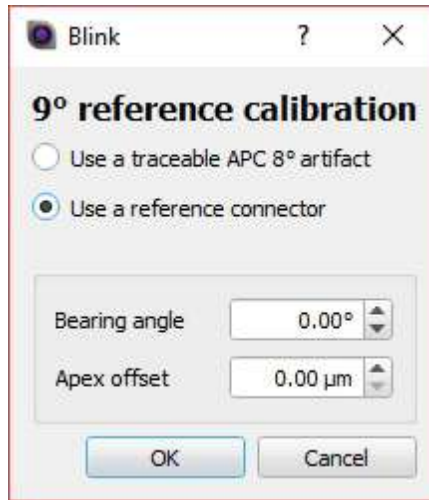 Blink ?
9° reference calibration
Use a traceable APC 8° artifact
Use a reference connector
Bearing angle 0.00°
Apex offset 0.00 µm
OK Cancel